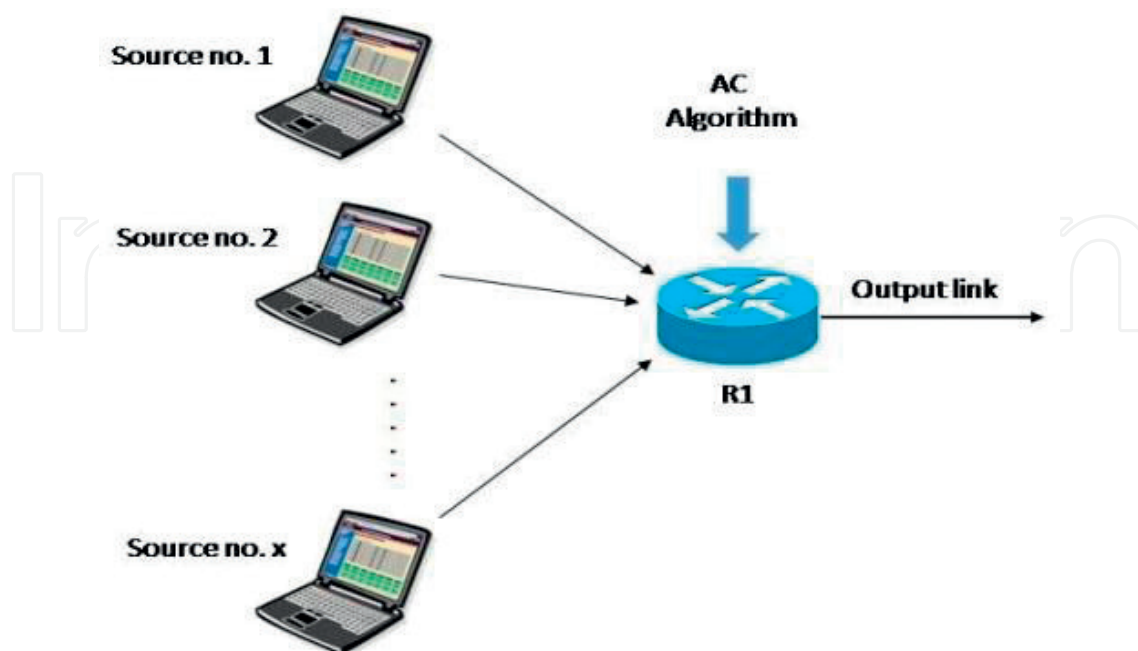 Source no. 1
AC
Algorithm
Source no. 2
Output link
R1
Source no. x